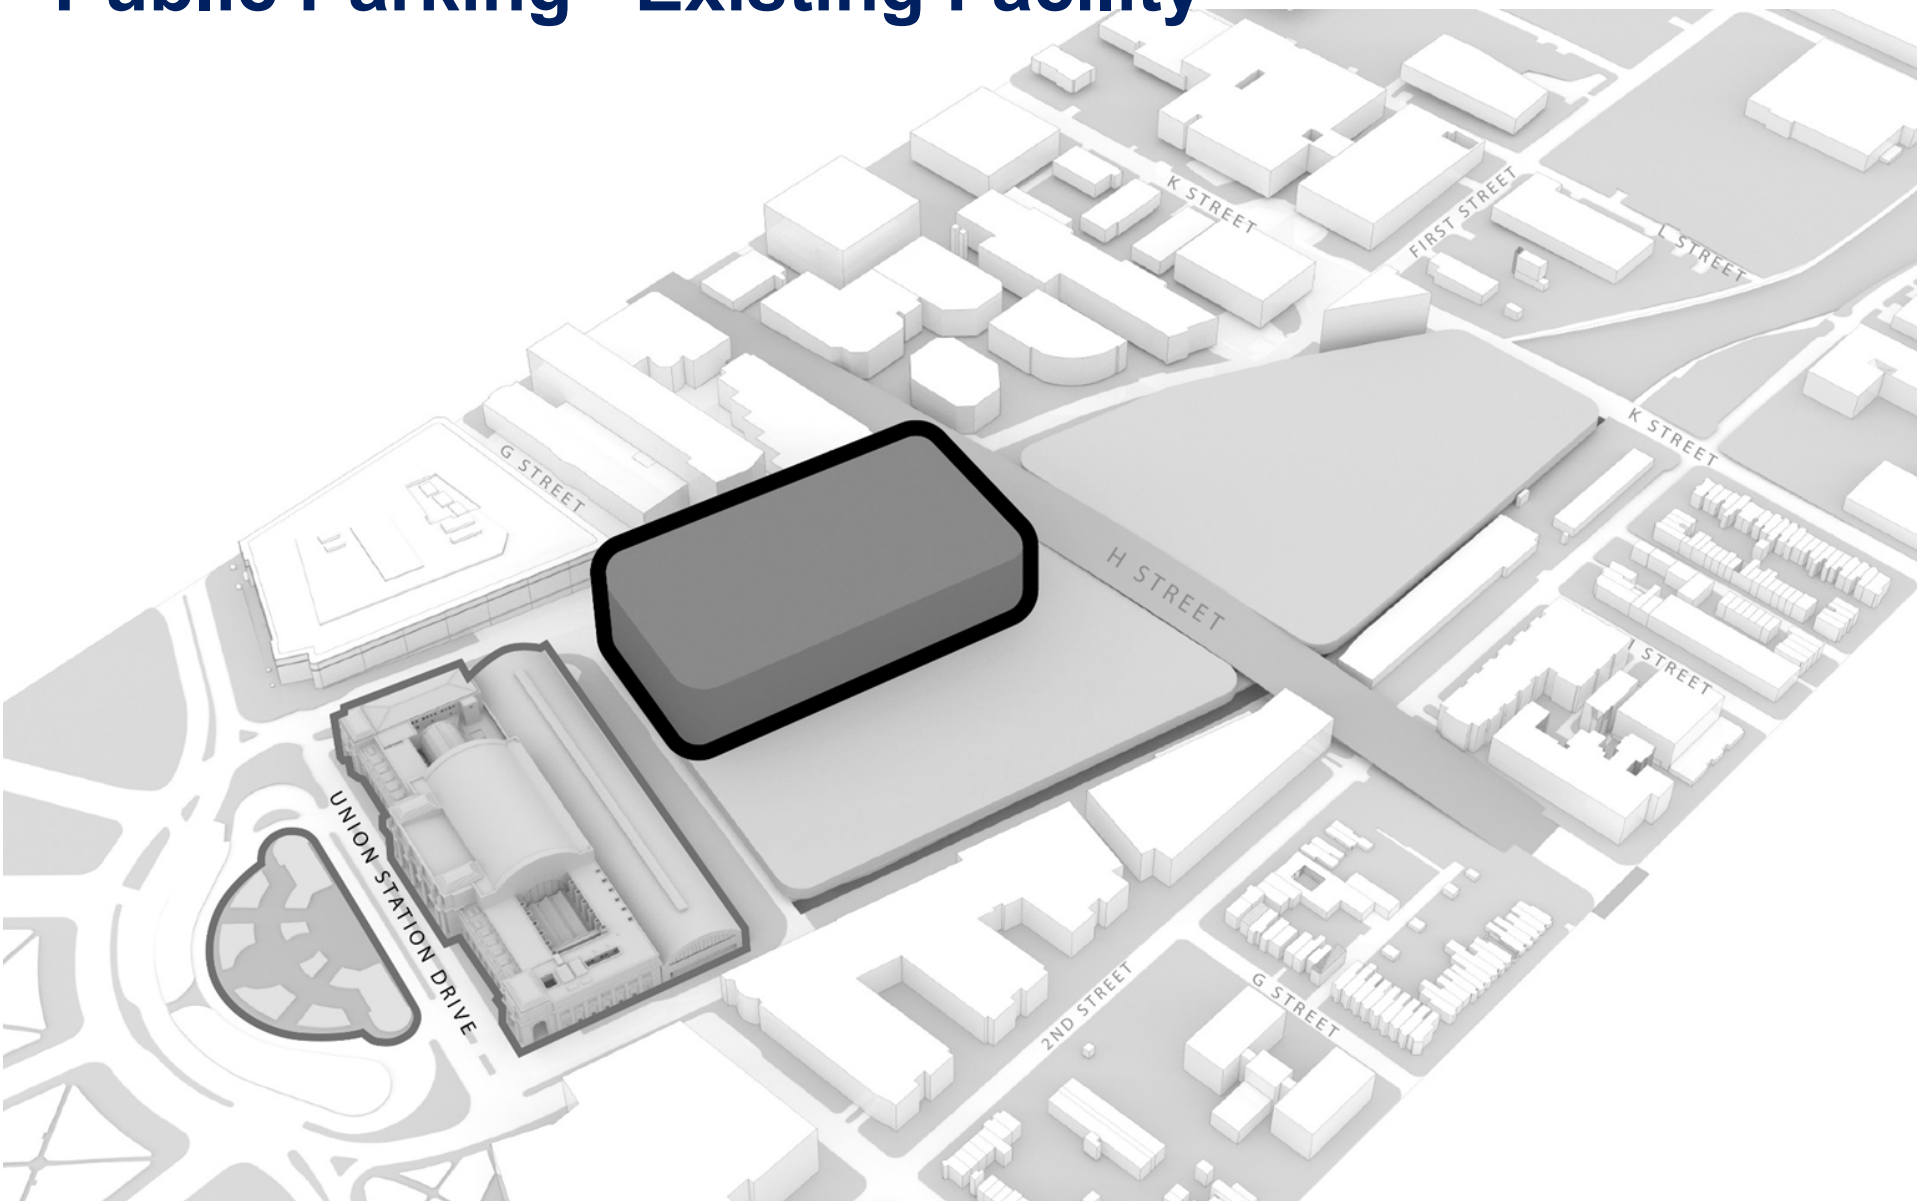 Public Parking - Existing Facility
K STREET
FIRST STREET
L STREET
G STREET
K STREET
H STREET
I STREET
UNION STATION DRIVE
2ND STREET
G STREET